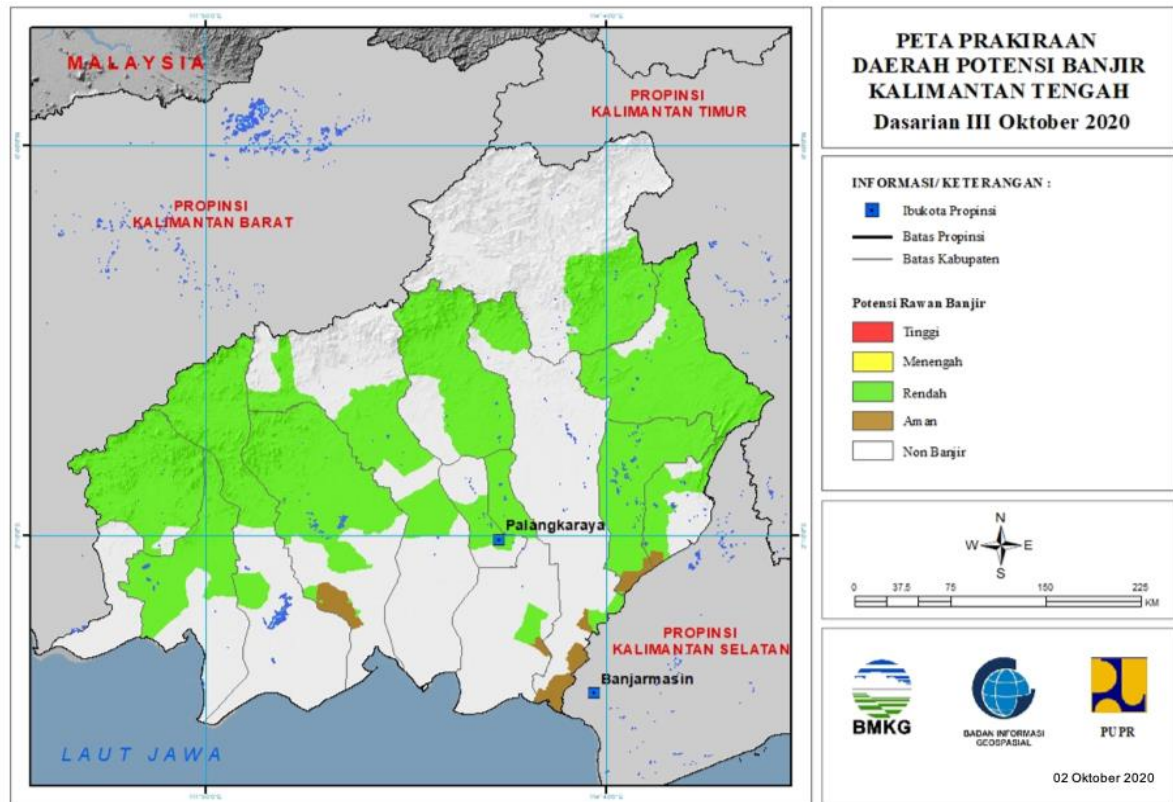 MALAYSIA
PROPINSI
KALIMANTAN TIMUR
PROPINSI
KALIMANTAN BARAT
Palangkaraya
PROPINSI
KALIMANTAN SELATAN
Banjarmasin
LAUT JAWA
PETA PRAKIRAAN
DAERAH POTENSI BANJIR
KALIMANTAN TENGAH
Dasarian III Oktober 2020
INFORMASI/ KETERANGAN :
Ibukota Propinsi
Batas Propinsi
Batas Kabupaten
Potensi Rawan Banjir
Tinggi
Menengah
Rendah
Aman
Non Banjir
N
W E
S
0 37.5 75 150 225
KM
BMKG
BADAN INFORMASI
GEOSPASIAL
PUPR
02 Oktober 2020